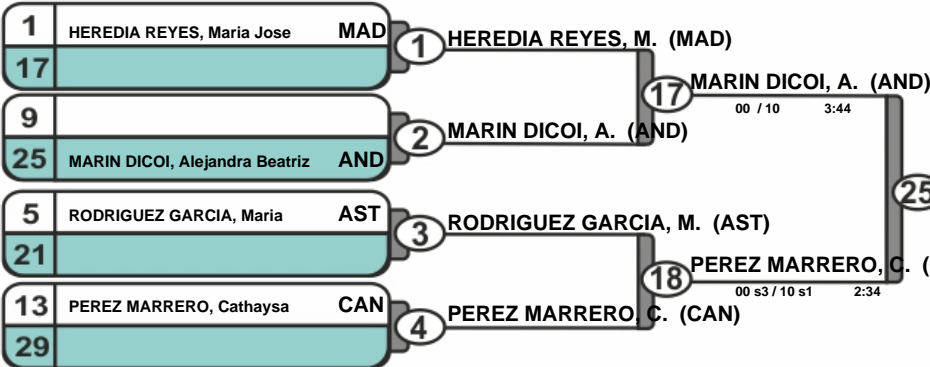 1 HEREDIA REYES, Maria Jose MAD
17
1 HEREDIA REYES, M. (MAD)
9
25 MARIN DICOI, Alejandra Beatriz AND
2 MARIN DICOI, A. (AND)
17 MARIN DICOI, A. (AND)
00 / 10 3:44
5 RODRIGUEZ GARCIA, Maria AST
21
3 RODRIGUEZ GARCIA, M. (AST)
13 PEREZ MARRERO, Cathaysa CAN
29
4 PEREZ MARRERO, C. (CAN)
18 PEREZ MARRERO, C. (
00 s3 / 10 s1 2:34
25